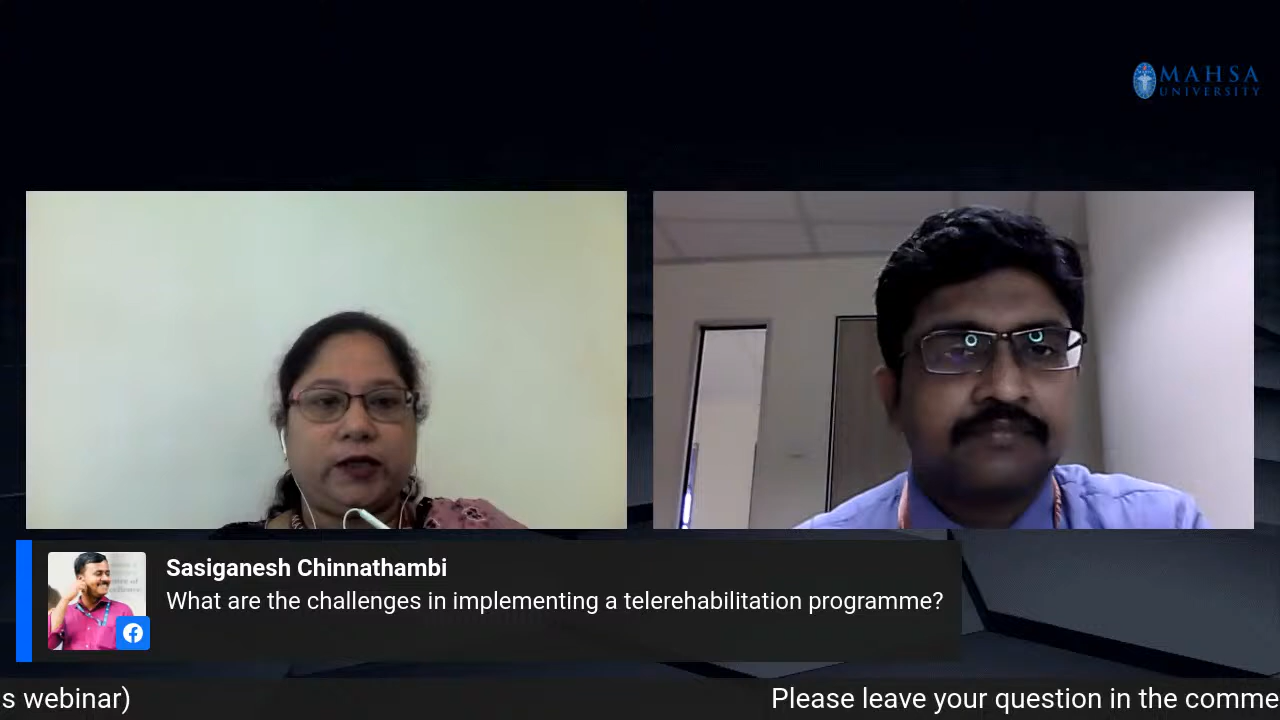 MAHSA
UNIVERSITY
Sasiganesh Chinnathambi
What are the challenges in implementing a telerehabilitation programme?
s webinar)
Please leave your question in the comme